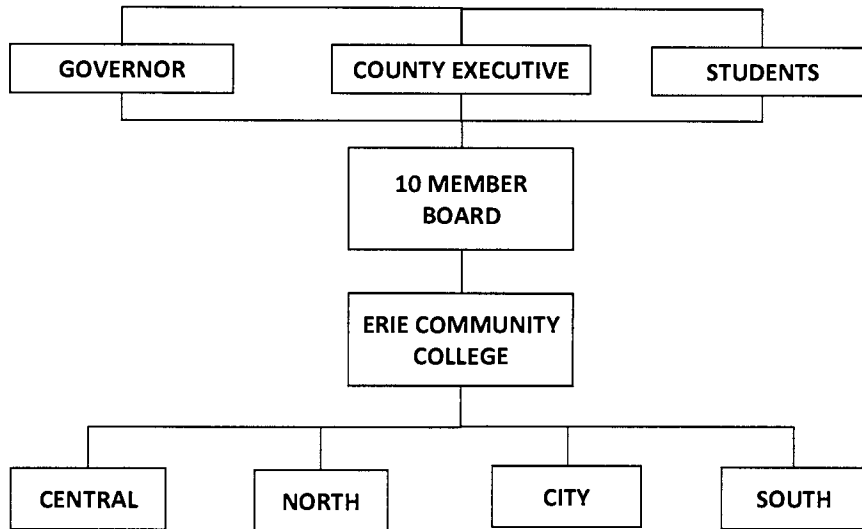 GOVERNOR
COUNTY EXECUTIVE
STUDENTS
10 MEMBER
BOARD
ERIE COMMUNITY
COLLEGE
CENTRAL
NORTH
CITY
SOUTH